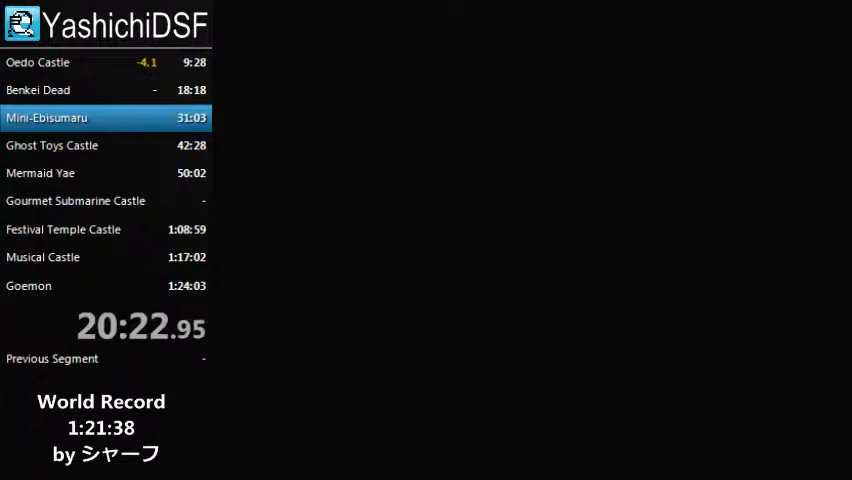 YashichiDSF
Oedo Castle -4.1 9:28
Benkei Dead - 18:18
Mini-Ebisumaru 31:03
Ghost Toys Castle 42:28
Mermaid Yae 50:02
Gourmet Submarine Castle -
Festival Temple Castle 1:08:59
Musical Castle 1:17:02
Goemon 1:24:03
20:22.95
Previous Segment -
World Record
1:21:38
by シャーフ